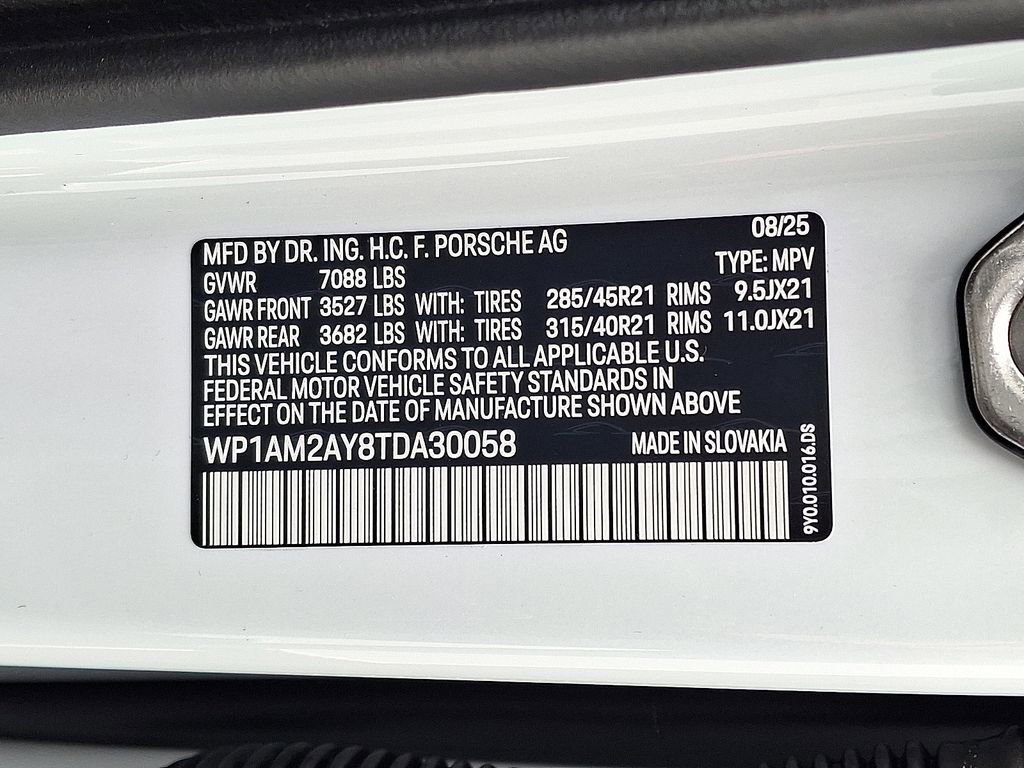 MFD BY DR. ING. H.C. F. PORSCHE AG 08/25
GVWR 7088 LBS TYPE: MPV
GAWR FRONT 3527 LBS WITH: TIRES 285/45R21 RIMS 9.5JX21
GAWR REAR 3682 LBS WITH: TIRES 315/40R21 RIMS 11.0JX21
THIS VEHICLE CONFORMS TO ALL APPLICABLE U.S.
FEDERAL MOTOR VEHICLE SAFETY STANDARDS IN
EFFECT ON THE DATE OF MANUFACTURE SHOWN ABOVE
WP1AM2AY8TDA30058 MADE IN SLOVAKIA
9Y0.010.016.DS